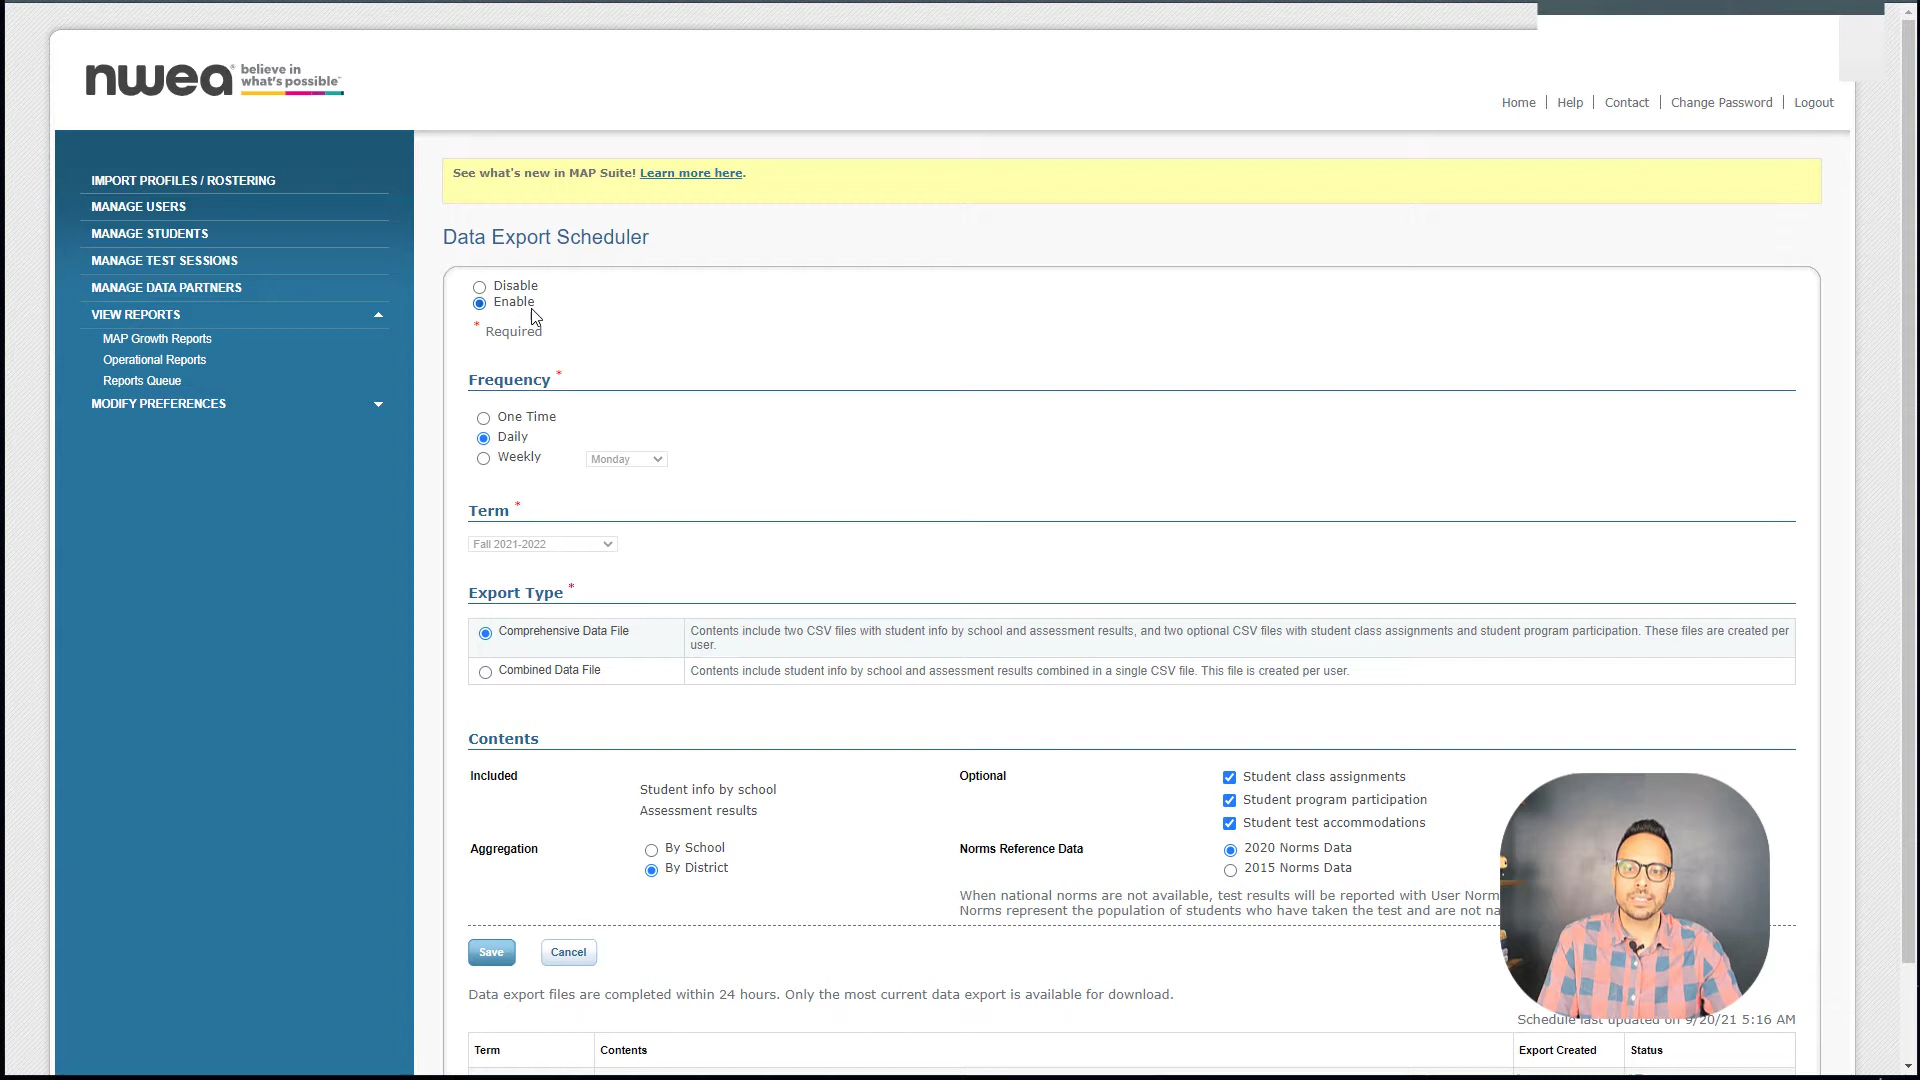 nwea believe in
what's possible
Home | Help | Contact | Change Password | Logout
IMPORT PROFILES / ROSTERING
MANAGE USERS
MANAGE STUDENTS
MANAGE TEST SESSIONS
MANAGE DATA PARTNERS
VIEW REPORTS
MAP Growth Reports
Operational Reports
Reports Queue
MODIFY PREFERENCES
See what's new in MAP Suite! Learn more here.
Data Export Scheduler
Disable
Enable
* Required
Frequency *
One Time
Daily
Weekly Monday
Term *
Fall 2021-2022
Export Type *
Comprehensive Data File
Contents include two CSV files with student info by school and assessment results, and two optional CSV files with student class assignments and student program participation. These files are created per
user.
Combined Data File
Contents include student info by school and assessment results combined in a single CSV file. This file is created per user.
Contents
Included
Student info by school
Assessment results
Optional
Student class assignments
Student program participation
Student test accommodations
Aggregation
By School
By District
Norms Reference Data
2020 Norms Data
2015 Norms Data
When national norms are not available, test results will be reported with User Norm
Norms represent the population of students who have taken the test and are not na
Save Cancel
Data export files are completed within 24 hours. Only the most current data export is available for download.
Schedule last updated on 9/20/21 5:16 AM
Term Contents Export Created Status